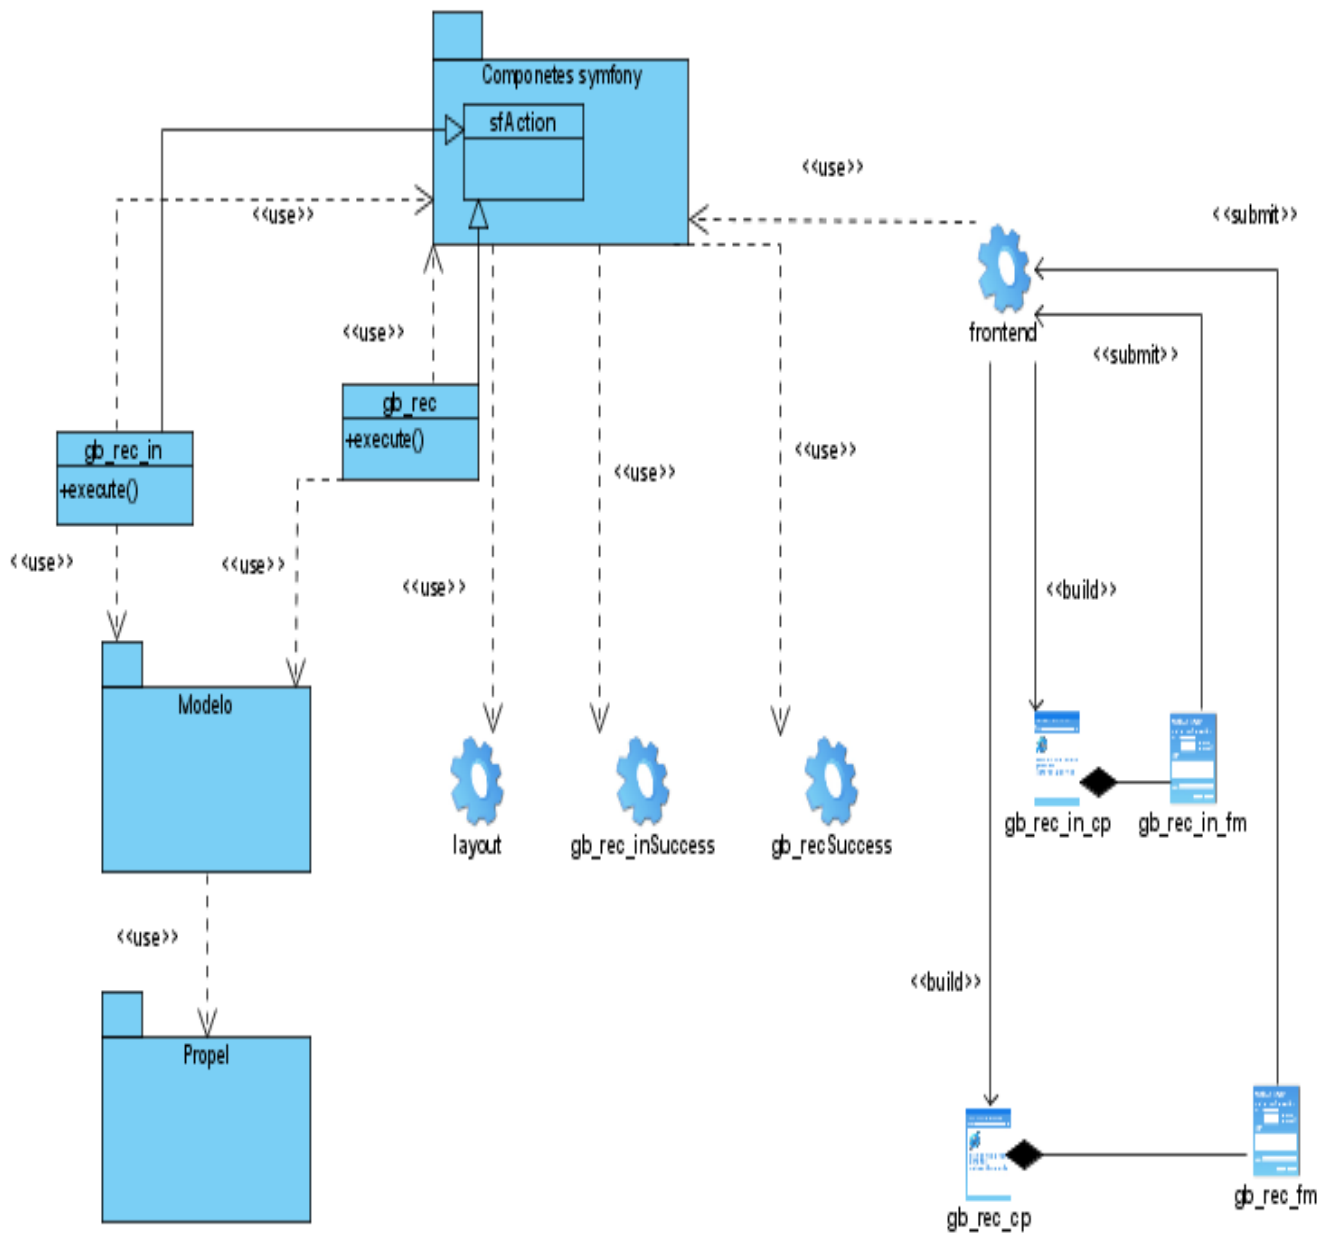 Componetes symfony
sfAction
<<use>>
<<submit>>
<<use>>
<<use>>
frontend
<<submit>>
gb_rec
+execute()
gb_rec_in
+execute()
<<use>>
<<use>>
<<use>>
<<use>>
<<use>>
<<build>>
Modelo
layout
gb_rec_inSuccess
gb_recSuccess
gb_rec_in_cp
gb_rec_in_fm
<<use>>
<<build>>
Propel
gb_rec_cp
gb_rec_fm